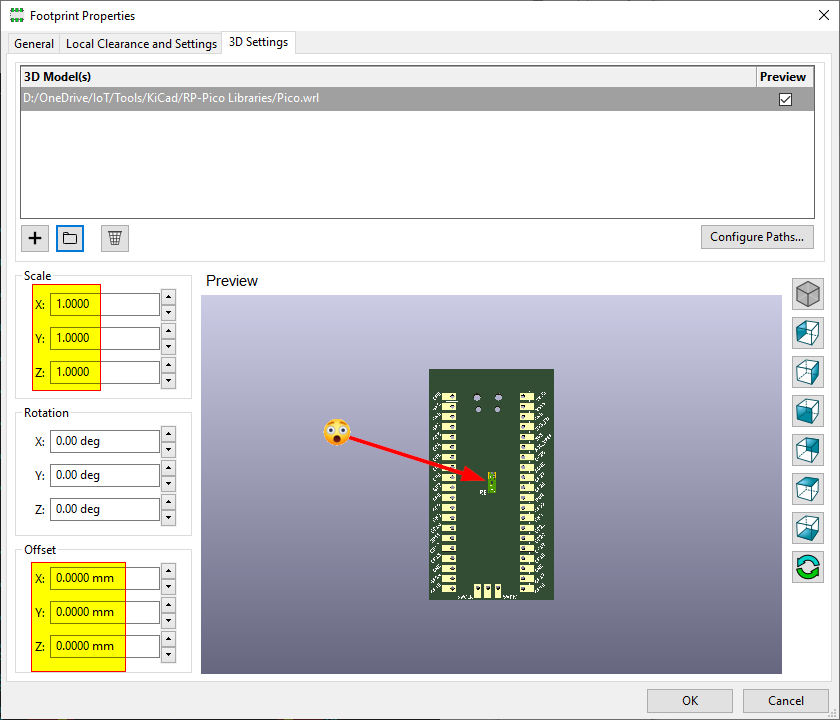 Footprint Properties
General Local Clearance and Settings 3D Settings
3D Model(s) Preview
D:/OneDrive/IoT/Tools/KiCad/RP-Pico Libraries/Pico.wrl
Configure Paths...
Scale
X: 1.0000
Y: 1.0000
Z: 1.0000
Rotation
X: 0.00 deg
Y: 0.00 deg
Z: 0.00 deg
Offset
X: 0.0000 mm
Y: 0.0000 mm
Z: 0.0000 mm
Preview
OK Cancel